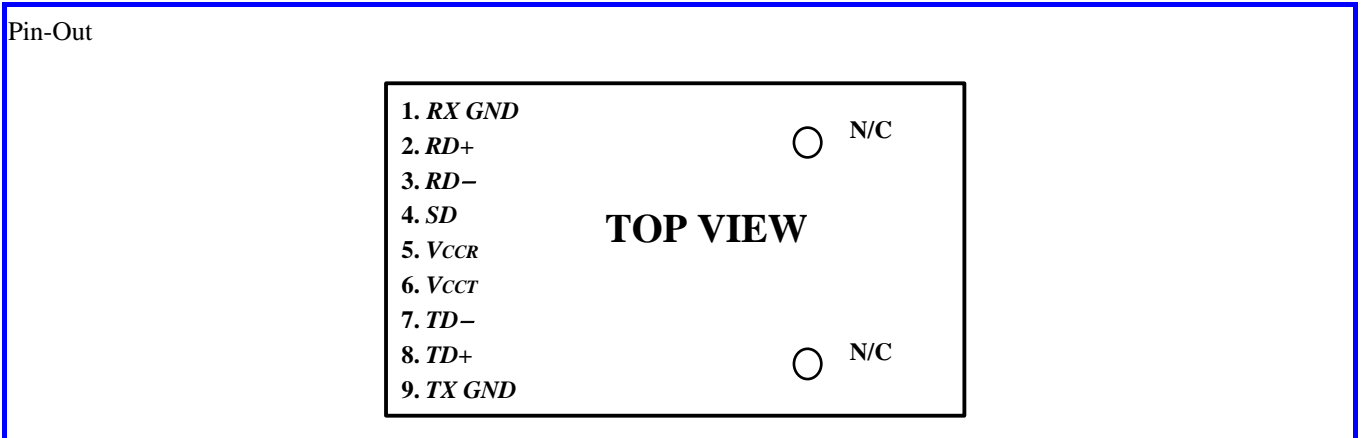 Pin-Out
1. RX GND
N/C
2. RD+
3. RD−
4. SD
TOP VIEW
5. VCCR
6. VCCT
7. TD−
8. TD+
N/C
9. TX GND